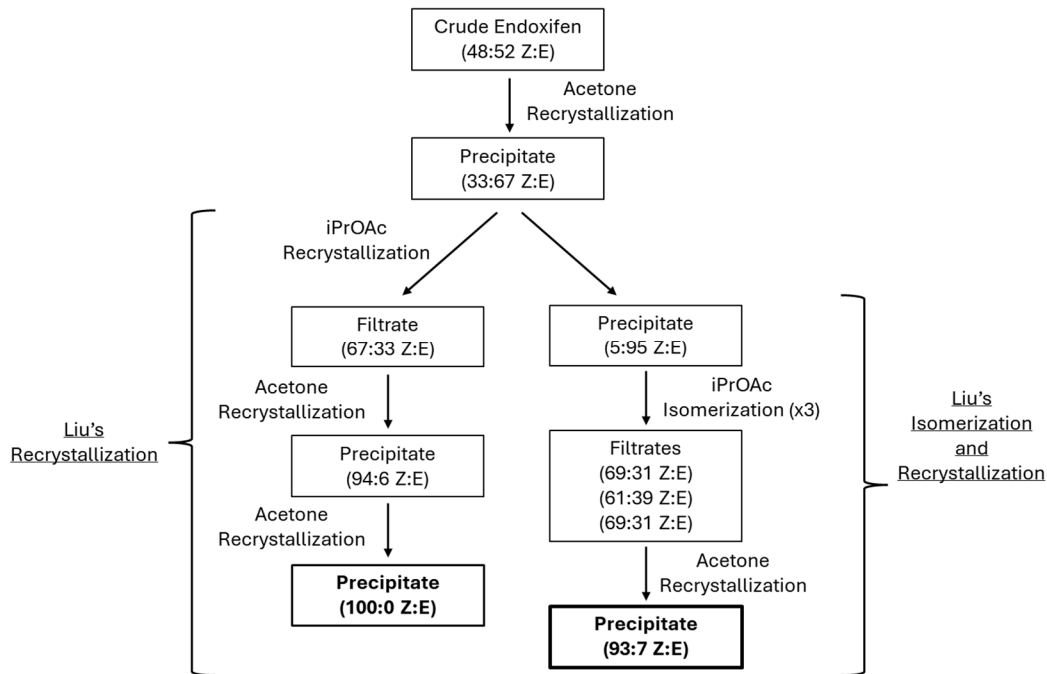 Crude Endoxifen
(48:52 Z:E)
Acetone
Recrystallization
Precipitate
(33:67 Z:E)
iPrOAc
Recrystallization
Filtrate
(67:33 Z:E)
Precipitate
(5:95 Z:E)
Acetone
Recrystallization
iPrOAc
Isomerization (x3)
Liu's
Recrystallization
Liu's
Isomerization
and
Recrystallization
Precipitate
(94:6 Z:E)
Filtrates
(69:31 Z:E)
(61:39 Z:E)
(69:31 Z:E)
Acetone
Recrystallization
Acetone
Recrystallization
Precipitate
(100:0 Z:E)
Precipitate
(93:7 Z:E)